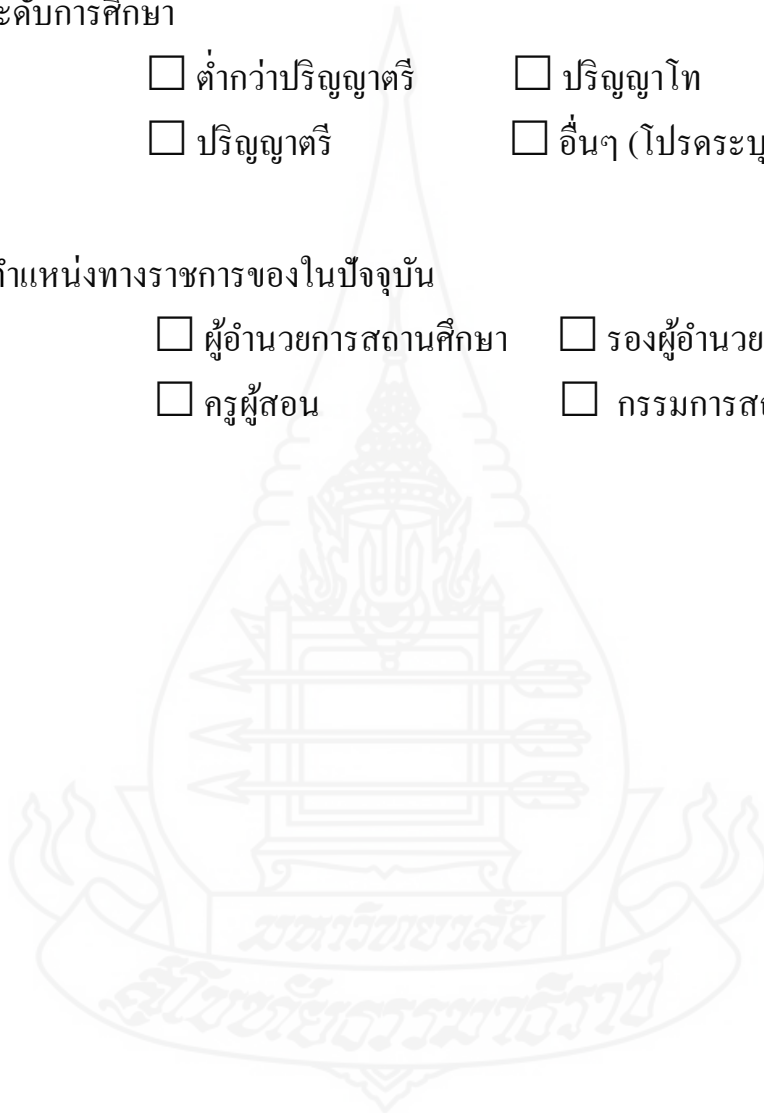 ะดับการศึกษา
☐ ต่ำกว่าปริญญาตรี ☐ ปริญญาโท
☐ ปริญญาตรี ☐ อื่นๆ (โปรดระบุ
ตำแหน่งทางราชการของในปัจจุบัน
☐ ผู้อำนวยการสถานศึกษา ☐ รองผู้อำนวย
☐ ครูผู้สอน ☐ กรรมการสถ
มหาวิทยาลัย
สุโขทัยธรรมาธิราช